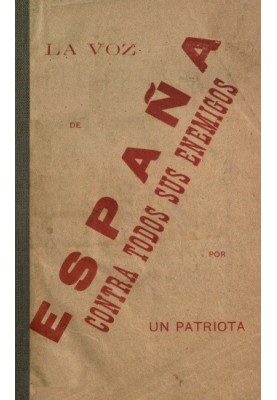 LA VOZ
DE
ESPAÑA
CONTRA TODOS SUS ENEMIGOS
POR
UN PATRIOTA